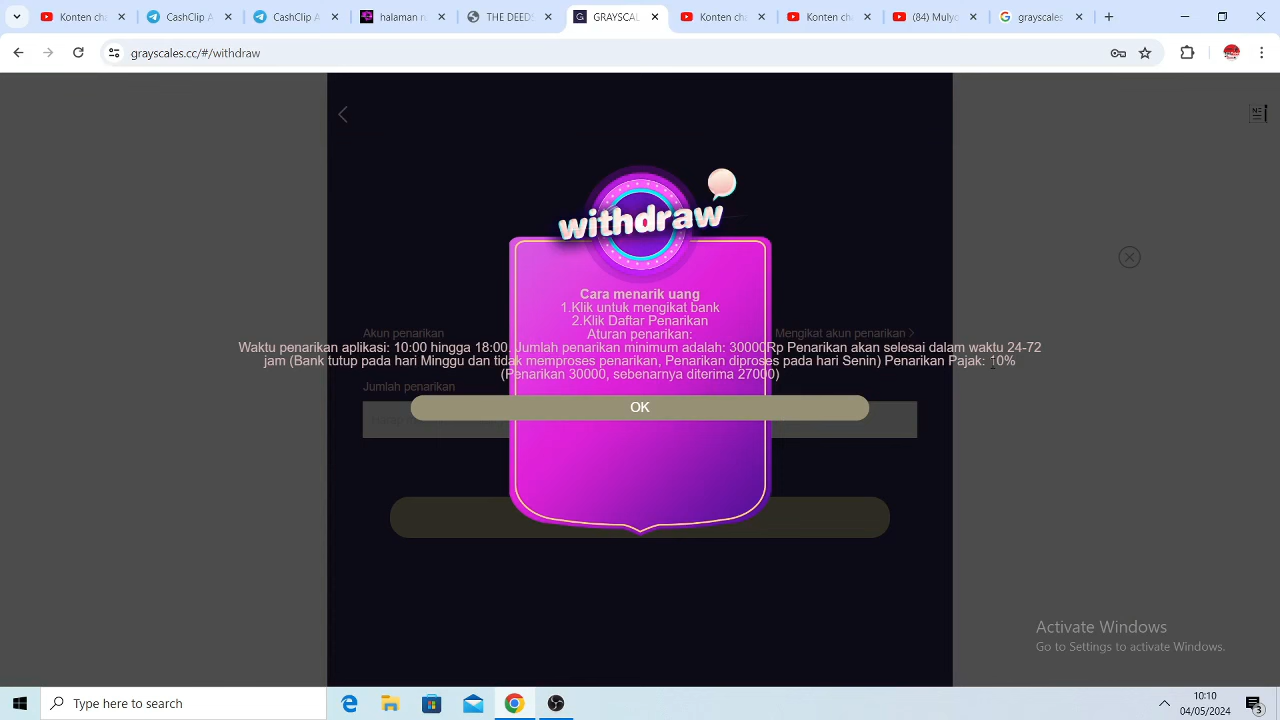 Konten ch
CashClip
CashClip
halaman n
THE DEEDS
GRAYSCAL
Konten ch
Konten ch
(84) Mulyo
grayscales
grayscales.cc/#/withdraw
withdraw
Cara menarik uang
1.Klik untuk mengikat bank
2.Klik Daftar Penarikan
Aturan penarikan:
Akun penarikan
Mengikat akun penarikan
Waktu penarikan aplikasi: 10:00 hingga 18:00. Jumlah penarikan minimum adalah: 30000Rp Penarikan akan selesai dalam waktu 24-72
jam (Bank tutup pada hari Minggu dan tidak memproses penarikan, Penarikan diproses pada hari Senin) Penarikan Pajak: 10%
(Penarikan 30000, sebenarnya diterima 27000)
Jumlah penarikan
OK
Activate Windows
Go to Settings to activate Windows.
Type here to search
10:10
04/05/2024
3